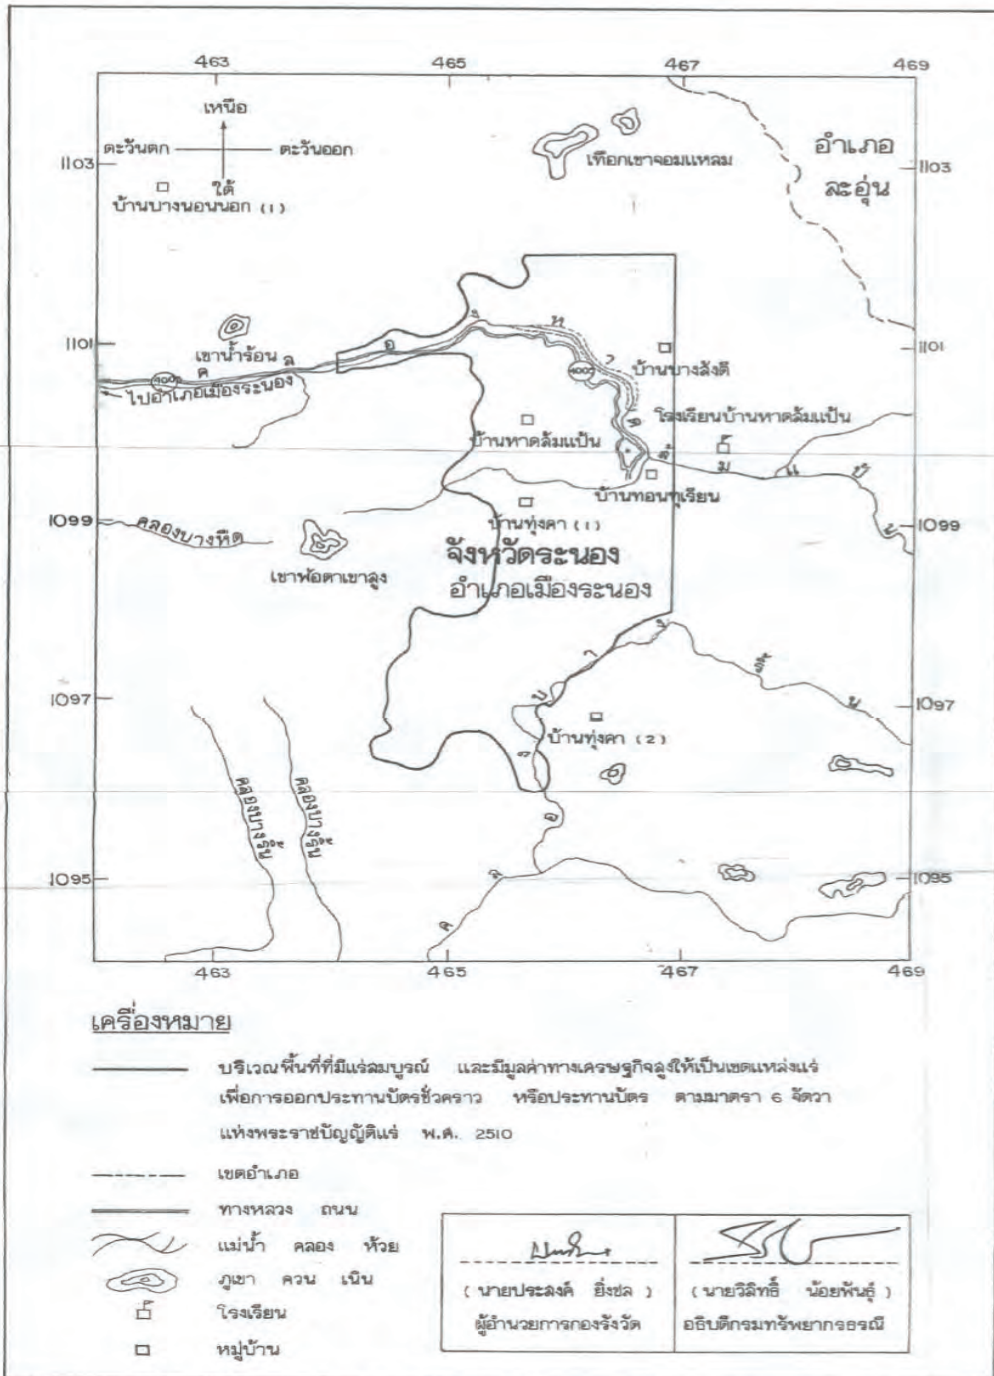 463 465 467 469
เหนือ
ตะวันตก ตะวันออก
ใต้
1103 1103
เทือกเขาจอมแหลม
อำเภอ
ละอุ่น
บ้านบางนอนนอก (1)
1101 1101
เขาน้ำร้อน
ไปอำเภอเมืองระนอง
ค ล อ ง ห า ด ส้ ม แ ป้ น
บ้านบางสังตี
โรงเรียนบ้านหาดส้มแป้น
บ้านหาดส้มแป้น
บ้านทอนทุเรียน
1099 1099
คลองบางหีด
บ้านทุ่งคา (1)
จังหวัดระนอง
อำเภอเมืองระนอง
เขาพ่อตาเขาสูง
1097 1097
บ้านทุ่งคา (2)
คลองบางริ้น
คลองบางริ้น
ค ล อ ง บ า ง ริ้ น
1095 1095
463 465 467 469
เครื่องหมาย
บริเวณพื้นที่ที่มีแร่สมบูรณ์ และมีมูลค่าทางเศรษฐกิจสูงให้เป็นเขตแหล่งแร่
เพื่อการออกประทานบัตรชั่วคราว หรือประทานบัตร ตามมาตรา 6 จัตวา
แห่งพระราชบัญญัติแร่ พ.ศ. 2510
เขตอำเภอ
ทางหลวง ถนน
แม่น้ำ คลอง ห้วย
ภูเขา ควน เนิน
โรงเรียน
หมู่บ้าน
( นายประสงค์ ยิ่งชล )
ผู้อำนวยการกองรังวัด
( นายวิสิทธิ์ น้อยพันธุ์ )
อธิบดีกรมทรัพยากรธรณี